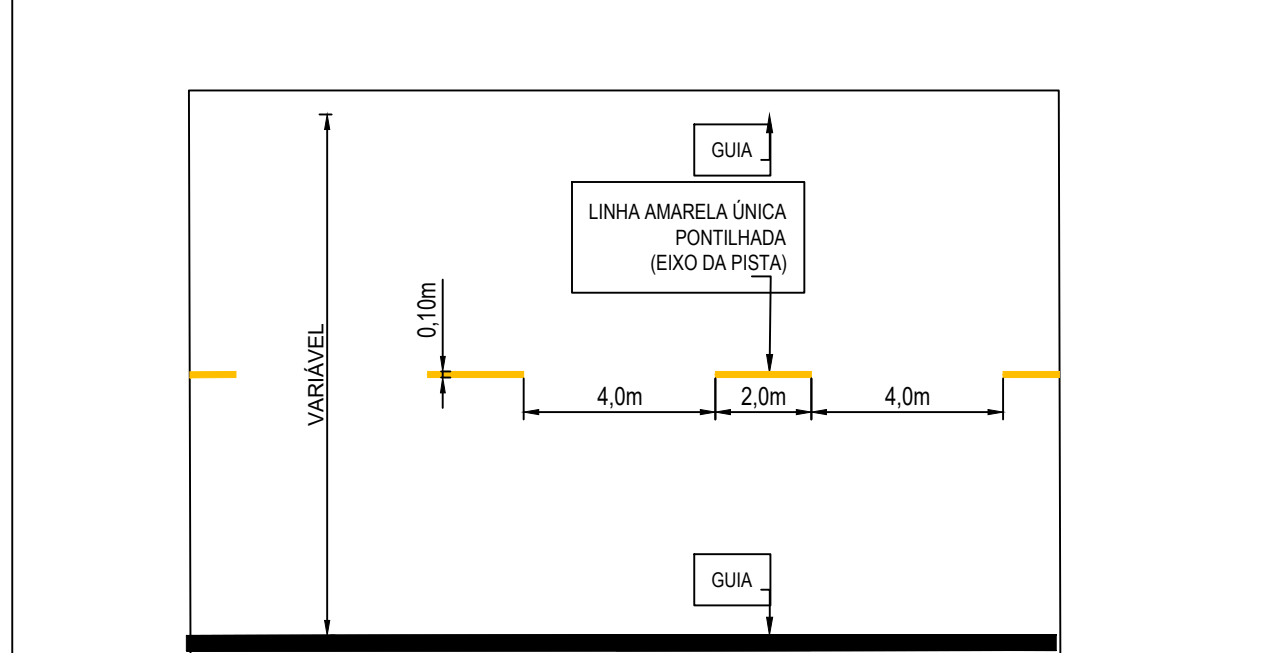 GUIA
LINHA AMARELA ÚNICA
PONTILHADA
(EIXO DA PISTA)
0,10m
VARIÁVEL
4,0m
2,0m
4,0m
GUIA